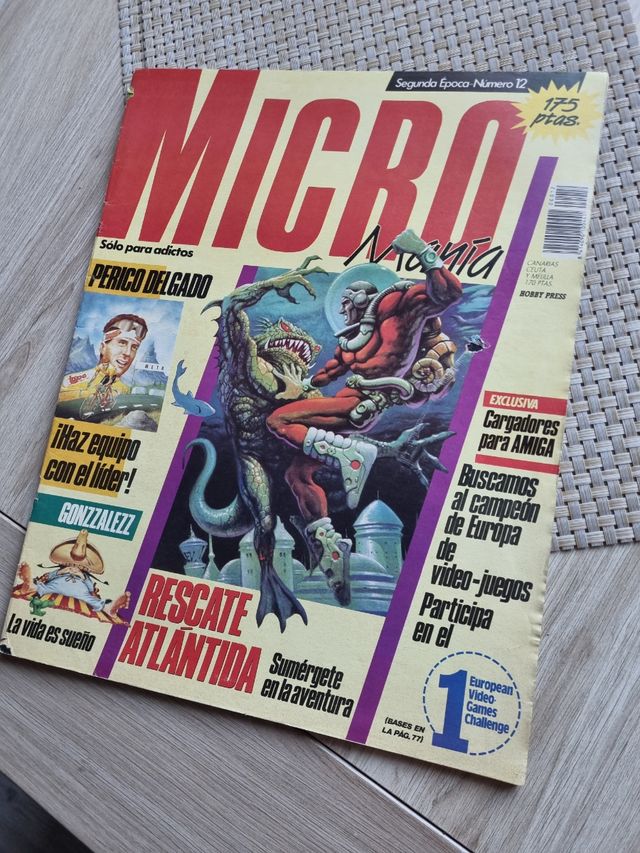 Segunda Época-Número 12
175
ptas.
MICRO
Manía
Sólo para adictos
CANARIAS
CEUTA
Y MELILLA
170 PTAS.
HOBBY PRESS
PERICO DELGADO
META
¡Haz equipo
con el líder!
GONZZALEZZ
La vida es sueño
RESCATE
ATLÁNTIDA
Sumérgete
en la aventura
EXCLUSIVA
Cargadores
para AMIGA
Buscamos
al campeón
de Europa
de
video-juegos
Participa
en el
(BASES EN
LA PÁG. 77)
1
European
Video-
Games
Challenge